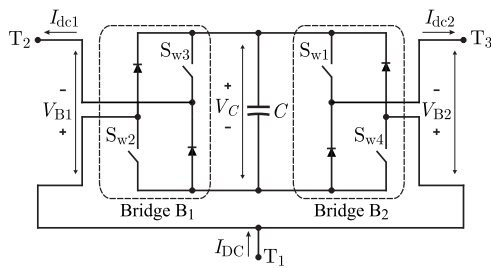 I_dc1
I_dc2
T_2
T_3
S_w3
S_w1
V_B1
V_C
C
V_B2
S_w2
S_w4
Bridge B_1
Bridge B_2
I_DC
T_1